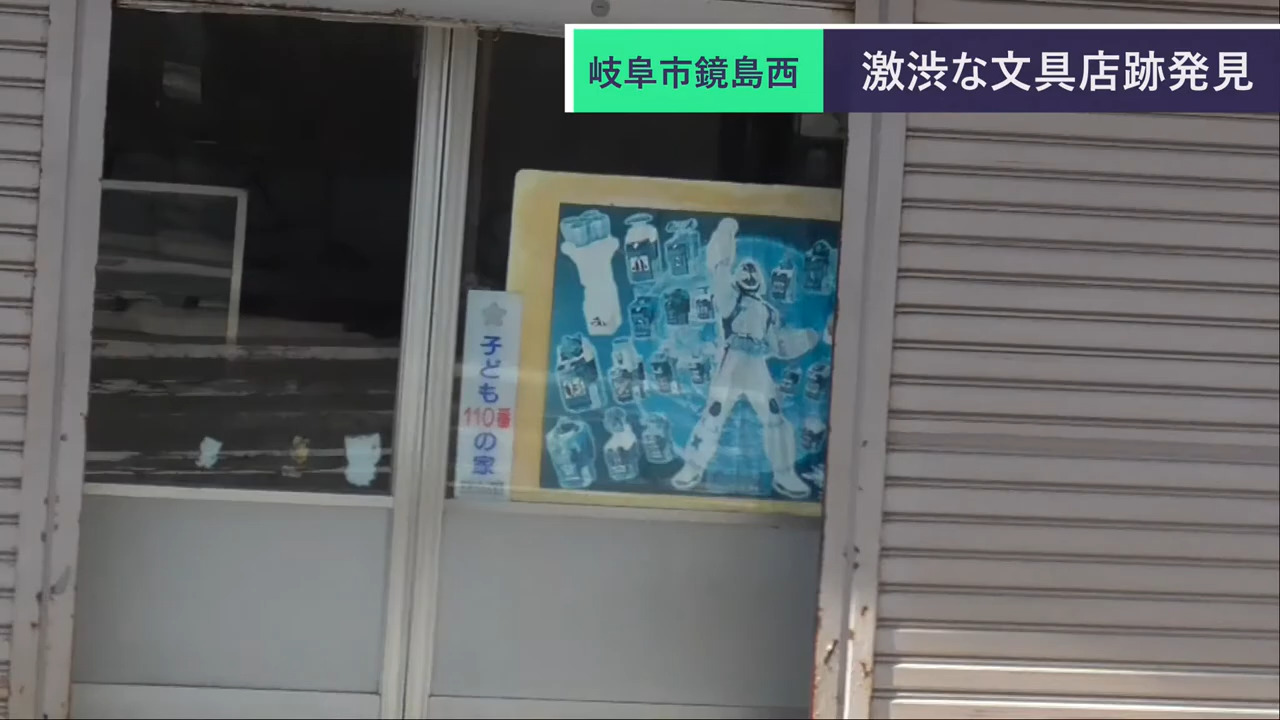 岐阜市鏡島西
激渋な文具店跡発見
子ども
110番
の家